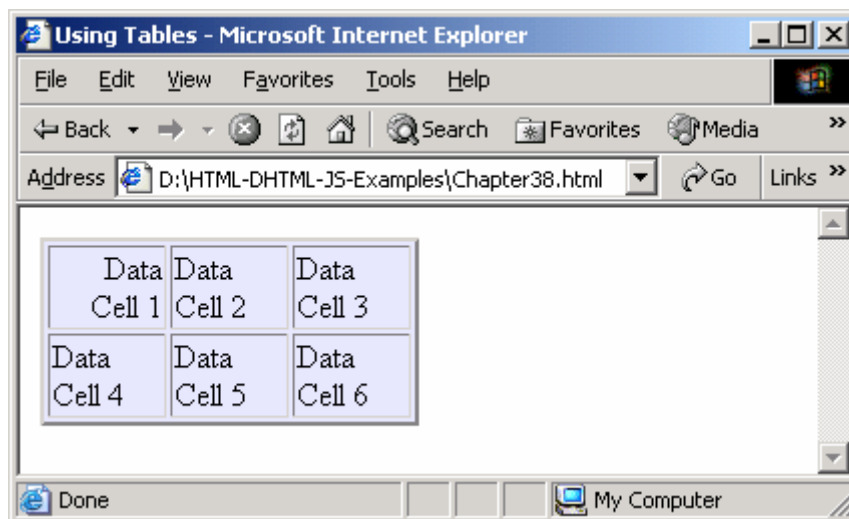 Using Tables - Microsoft Internet Explorer
File Edit View Favorites Tools Help
Back Search Favorites Media »
Address D:\HTML-DHTML-JS-Examples\Chapter38.html Go Links »
Data Data Data
Cell 1 Cell 2 Cell 3
Data Data Data
Cell 4 Cell 5 Cell 6
Done My Computer